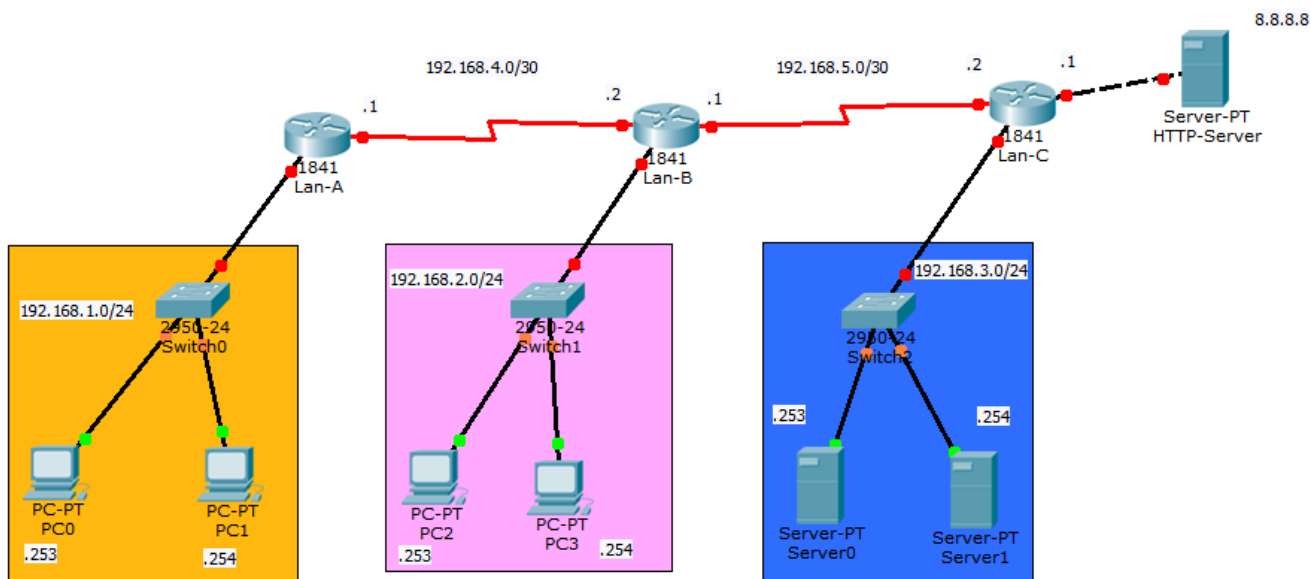 8.8.8.8
192.168.4.0/30
192.168.5.0/30
.1
.2
.1
.2
.1
Server-PT
HTTP-Server
1841
Lan-A
1841
Lan-B
1841
Lan-C
192.168.1.0/24
2950-24
Switch0
192.168.2.0/24
2950-24
Switch1
192.168.3.0/24
2950-24
Switch2
PC-PT
PC0
.253
PC-PT
PC1
.254
PC-PT
PC2
.253
PC-PT
PC3
.254
.253
Server-PT
Server0
.254
Server-PT
Server1